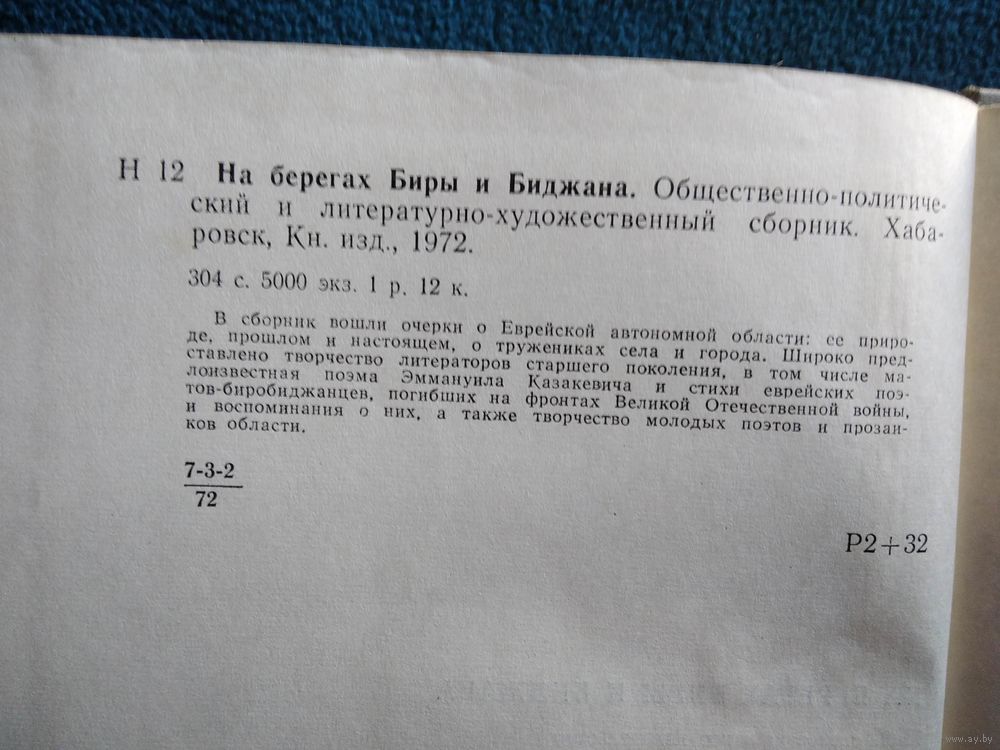 Н 12 На берегах Биры и Биджана. Общественно-политиче-
ский и литературно-художественный сборник. Хаба-
ровск, Кн. изд., 1972.
304 с. 5000 экз. 1 р. 12 к.
В сборник вошли очерки о Еврейской автономной области: ее приро-
де, прошлом и настоящем, о тружениках села и города. Широко пред-
ставлено творчество литераторов старшего поколения, в том числе ма-
лоизвестная поэма Эммануила Казакевича и стихи еврейских поэ-
тов-биробиджанцев, погибших на фронтах Великой Отечественной войны,
и воспоминания о них, а также творчество молодых поэтов и прозаи-
ков области.
7-3-2
72
Р2+32
www.ay.by